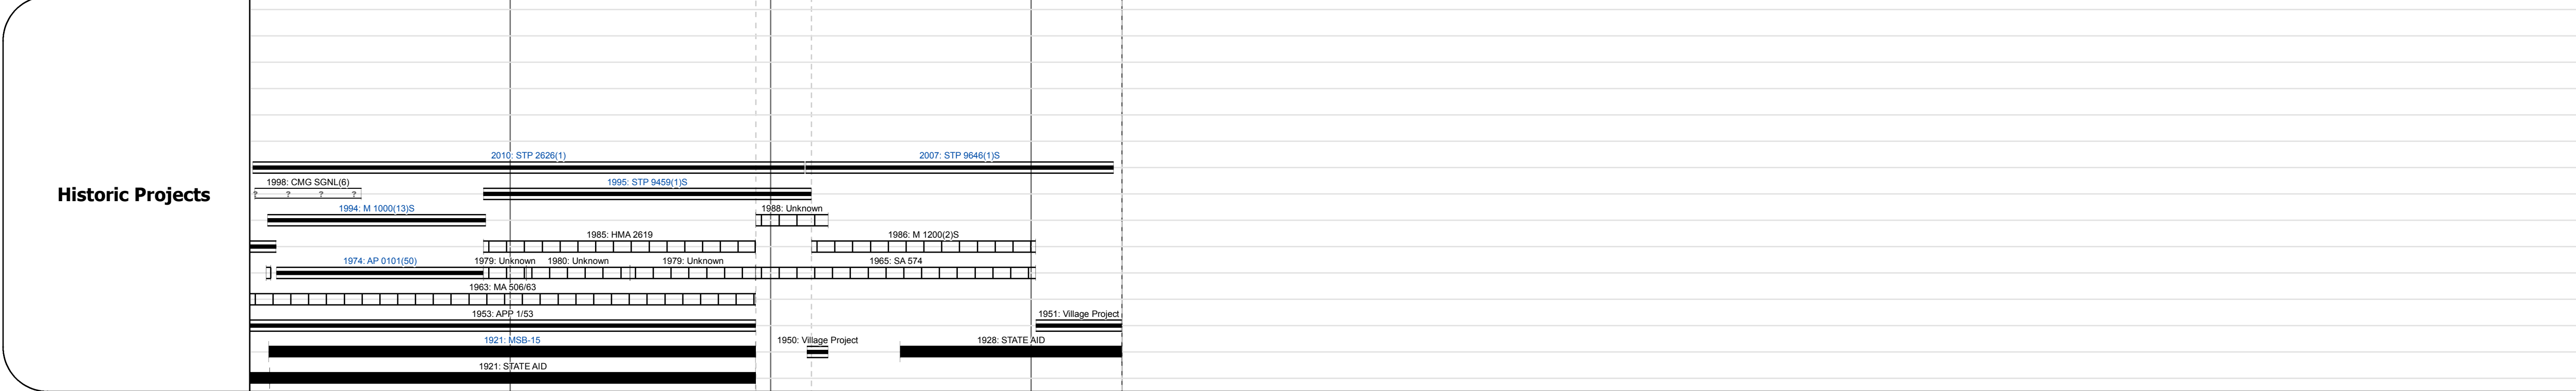 2010: STP 2626(1) 2007: STP 9646(1)S
1998: CMG SGNL(6) 1995: STP 9459(1)S
? ? ? ?
Historic Projects
1994: M 1000(13)S 1988: Unknown
1985: HMA 2619 1986: M 1200(2)S
1974: AP 0101(50) 1979: Unknown 1980: Unknown 1979: Unknown 1965: SA 574
1963: MA 506/63
1953: APP 1/53 1951: Village Project
1921: MSB-15 1950: Village Project 1928: STATE AID
1921: STATE AID